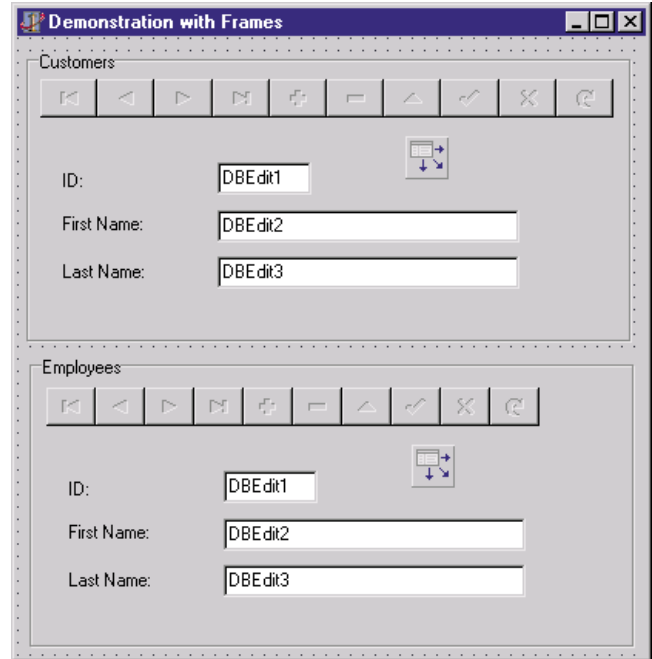 Demonstration with Frames
Customers
ID: DBEdit1
First Name: DBEdit2
Last Name: DBEdit3
Employees
ID: DBEdit1
First Name: DBEdit2
Last Name: DBEdit3